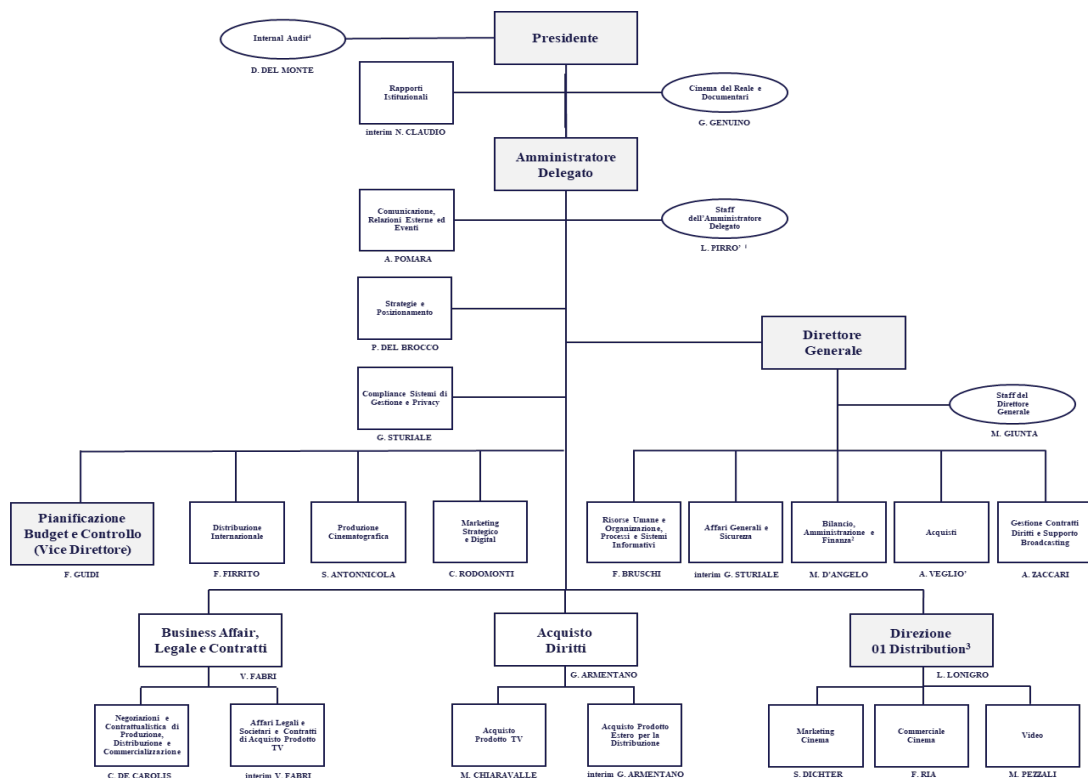 Presidente
Internal Audit⁴
D. DEL MONTE
Rapporti
Istituzionali
interim N. CLAUDIO
Cinema del Reale e
Documentari
G. GENUINO
Amministratore
Delegato
Comunicazione,
Relazioni Esterne ed
Eventi
A. POMARA
Staff
dell'Amministratore
Delegato
L. PIRRO' ¹
Strategie e
Posizionamento
P. DEL BROCCO
Direttore
Generale
Compliance Sistemi di
Gestione e Privacy
G. STURIALE
Staff del
Direttore
Generale
M. GIUNTA
Pianificazione
Budget e Controllo
(Vice Direttore)
F. GUIDI
Distribuzione
Internazionale
F. FIRRITO
Produzione
Cinematografica
S. ANTONNICOLA
Marketing
Strategico
e Digital
C. RODOMONTI
Risorse Umane e
Organizzazione,
Processi e Sistemi
Informativi
F. BRUSCHI
Affari Generali e
Sicurezza
interim G. STURIALE
Bilancio,
Amministrazione e
Finanza²
M. D'ANGELO
Acquisti
A. VEGLIO'
Gestione Contratti
Diritti e Supporto
Broadcasting
A. ZACCARI
Business Affair,
Legale e Contratti
V. FABRI
Acquisto
Diritti
G. ARMENTANO
Direzione
01 Distribution³
L. LONIGRO
Negoziazioni e
Contrattualistica di
Produzione,
Distribuzione e
Commercializzazione
C. DE CAROLIS
Affari Legali e
Societari e Contratti
di Acquisto Prodotto
TV
interim V. FABRI
Acquisto
Prodotto TV
M. CHIARAVALLE
Acquisto Prodotto
Estero per la
Distribuzione
interim G. ARMENTANO
Marketing
Cinema
S. DICHTER
Commerciale
Cinema
F. RIA
Video
M. PEZZALI